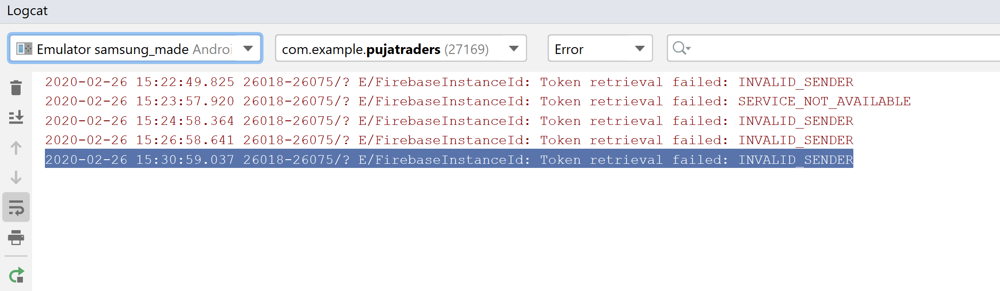 Logcat
Emulator samsung_made Androi com.example.pujatraders (27169) Error
2020-02-26 15:22:49.825 26018-26075/? E/FirebaseInstanceId: Token retrieval failed: INVALID_SENDER
2020-02-26 15:23:57.920 26018-26075/? E/FirebaseInstanceId: Token retrieval failed: SERVICE_NOT_AVAILABLE
2020-02-26 15:24:58.364 26018-26075/? E/FirebaseInstanceId: Token retrieval failed: INVALID_SENDER
2020-02-26 15:26:58.641 26018-26075/? E/FirebaseInstanceId: Token retrieval failed: INVALID_SENDER
2020-02-26 15:30:59.037 26018-26075/? E/FirebaseInstanceId: Token retrieval failed: INVALID_SENDER